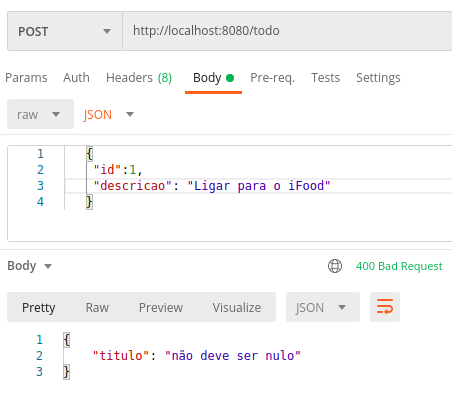 POST http://localhost:8080/todo
Params Auth Headers (8) Body Pre-req. Tests Settings
raw JSON
1 {
2 "id":1,
3 "descricao": "Ligar para o iFood"
4 }
Body 400 Bad Request
Pretty Raw Preview Visualize JSON
1 {
2 "titulo": "não deve ser nulo"
3 }